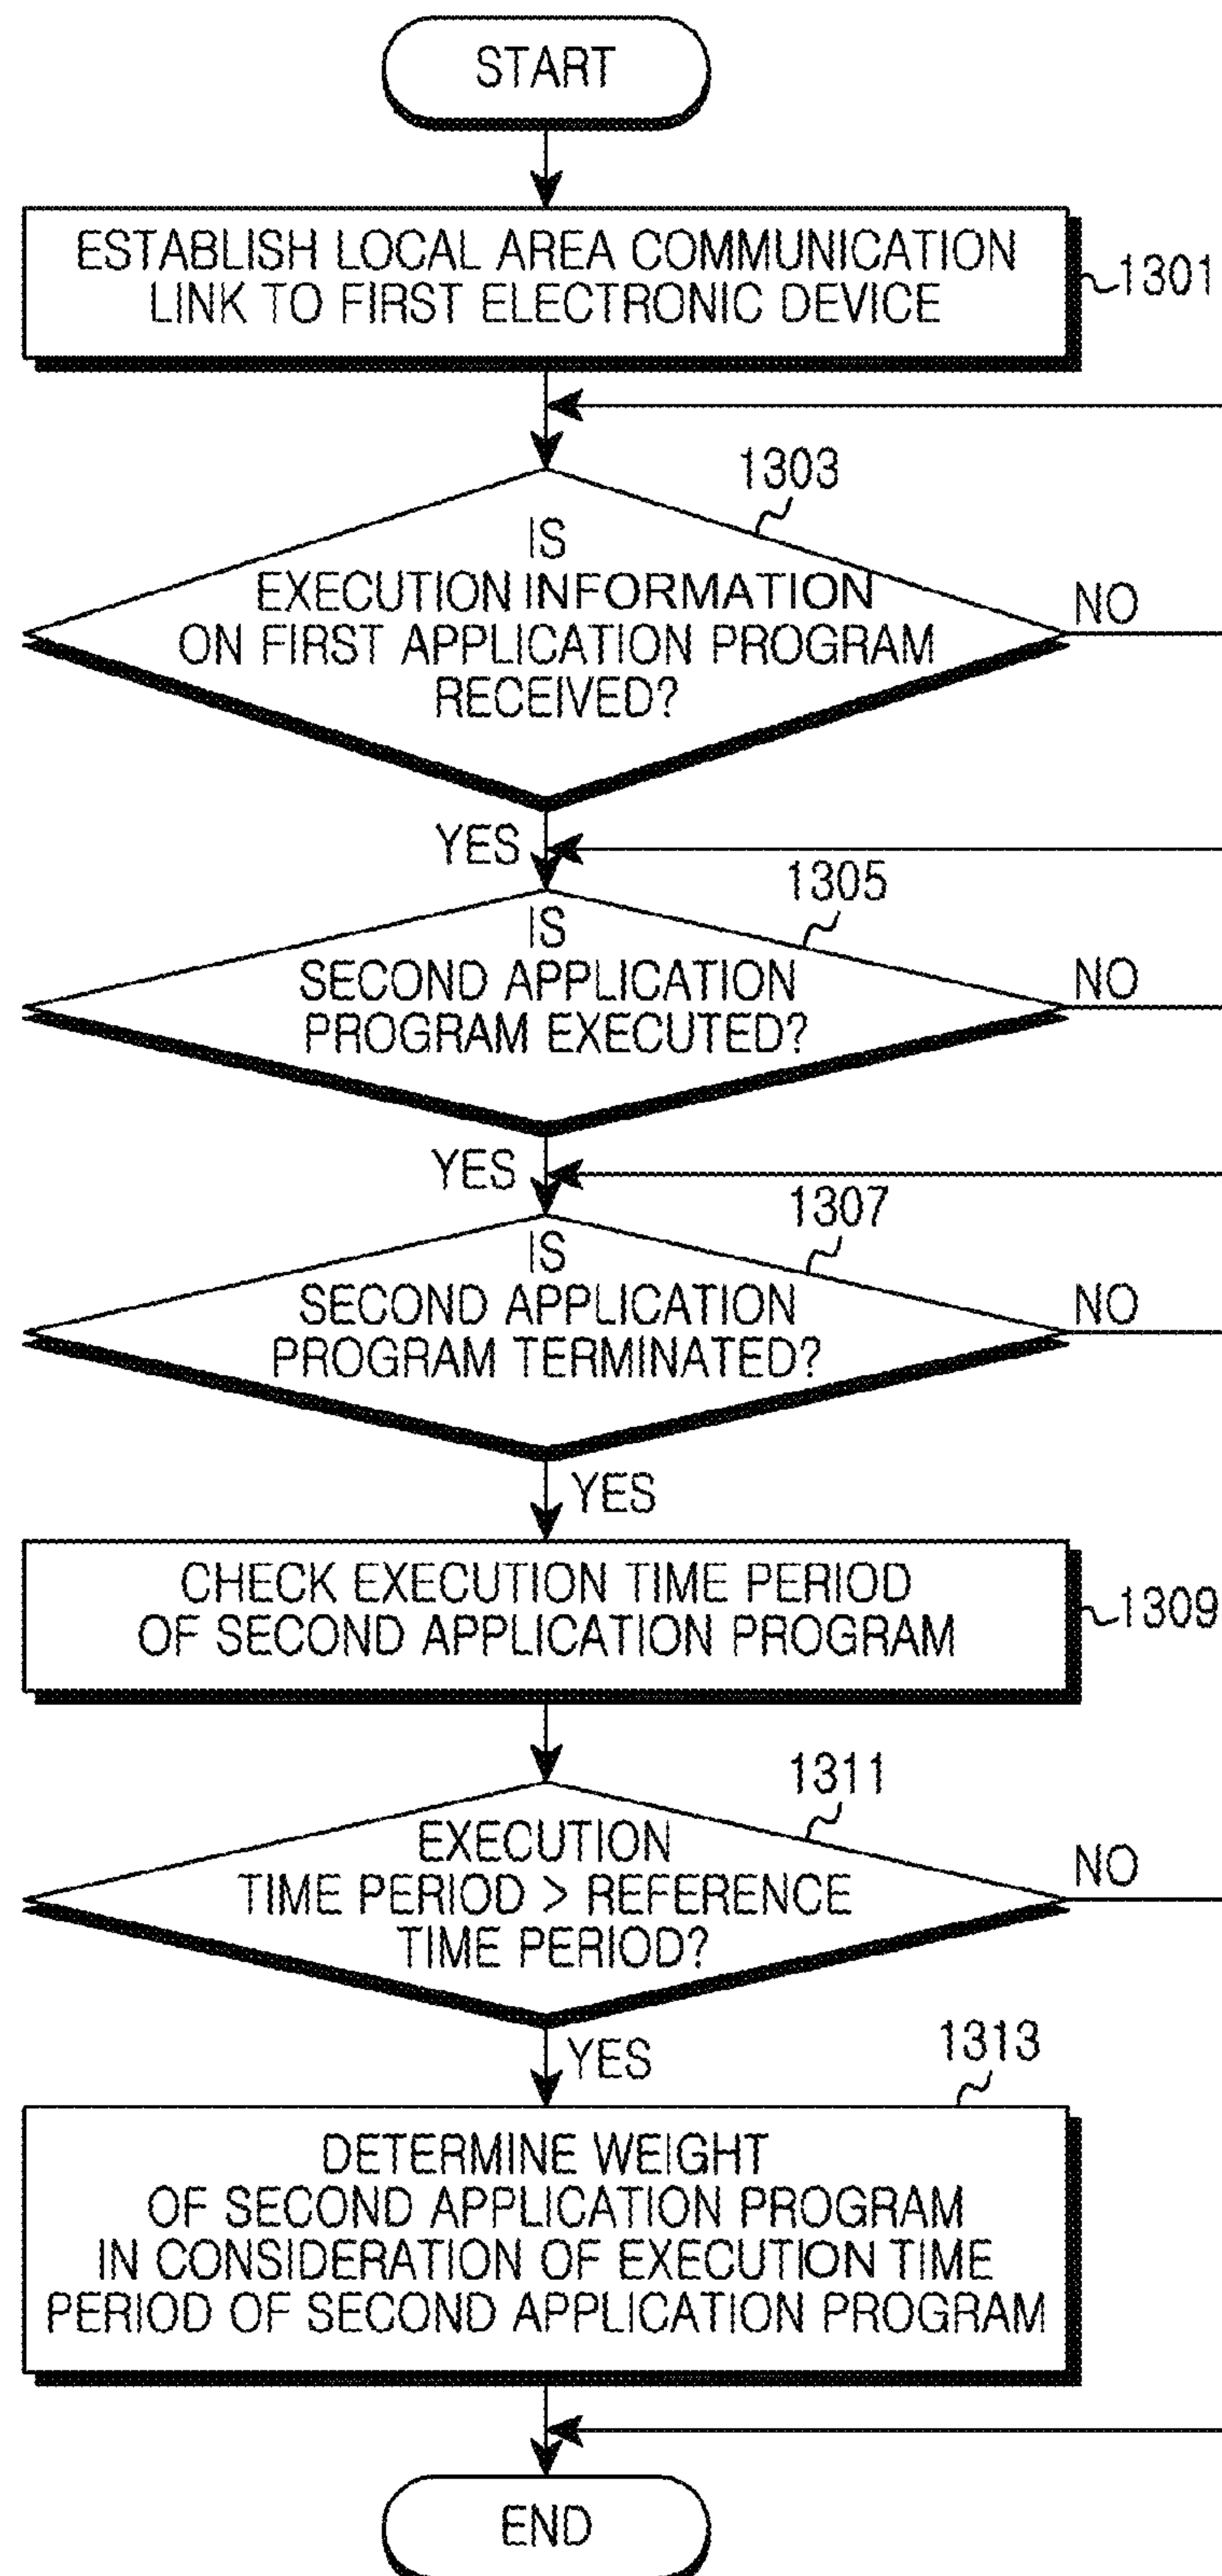 START
ESTABLISH LOCAL AREA COMMUNICATION
LINK TO FIRST ELECTRONIC DEVICE
1301
1303
IS
EXECUTION INFORMATION
ON FIRST APPLICATION PROGRAM
RECEIVED?
NO
YES
1305
IS
SECOND APPLICATION
PROGRAM EXECUTED?
NO
YES
1307
IS
SECOND APPLICATION
PROGRAM TERMINATED?
NO
YES
CHECK EXECUTION TIME PERIOD
OF SECOND APPLICATION PROGRAM
1309
1311
EXECUTION
TIME PERIOD > REFERENCE
TIME PERIOD?
NO
YES
1313
DETERMINE WEIGHT
OF SECOND APPLICATION PROGRAM
IN CONSIDERATION OF EXECUTION TIME
PERIOD OF SECOND APPLICATION PROGRAM
END